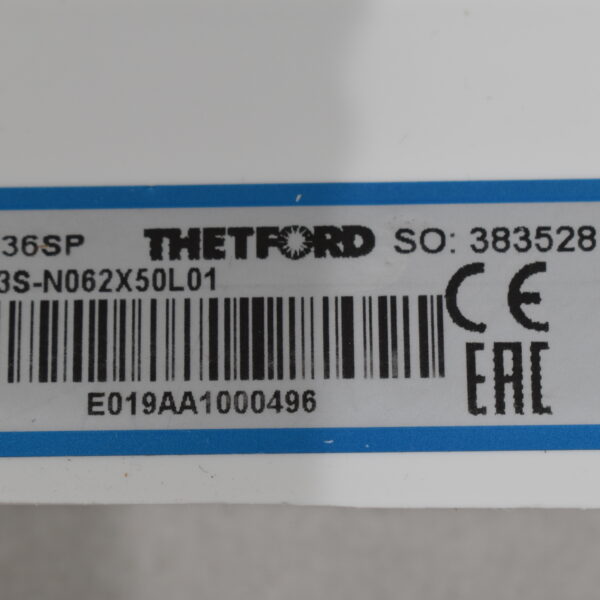 36SP THETFORD SO: 383528
3S-N062X50L01
CE
EAC
E019AA1000496